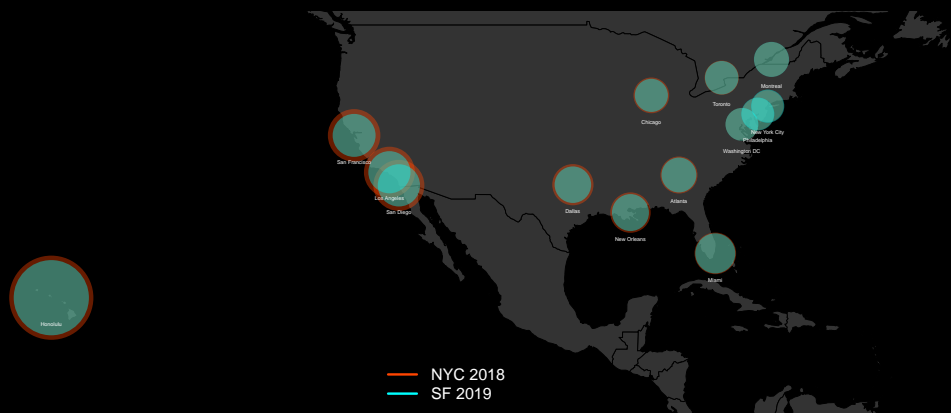 Montreal
Toronto
Chicago
New York City
Philadelphia
Washington DC
San Francisco
Los Angeles
Atlanta
Dallas
San Diego
New Orleans
Miami
Honolulu
NYC 2018
SF 2019